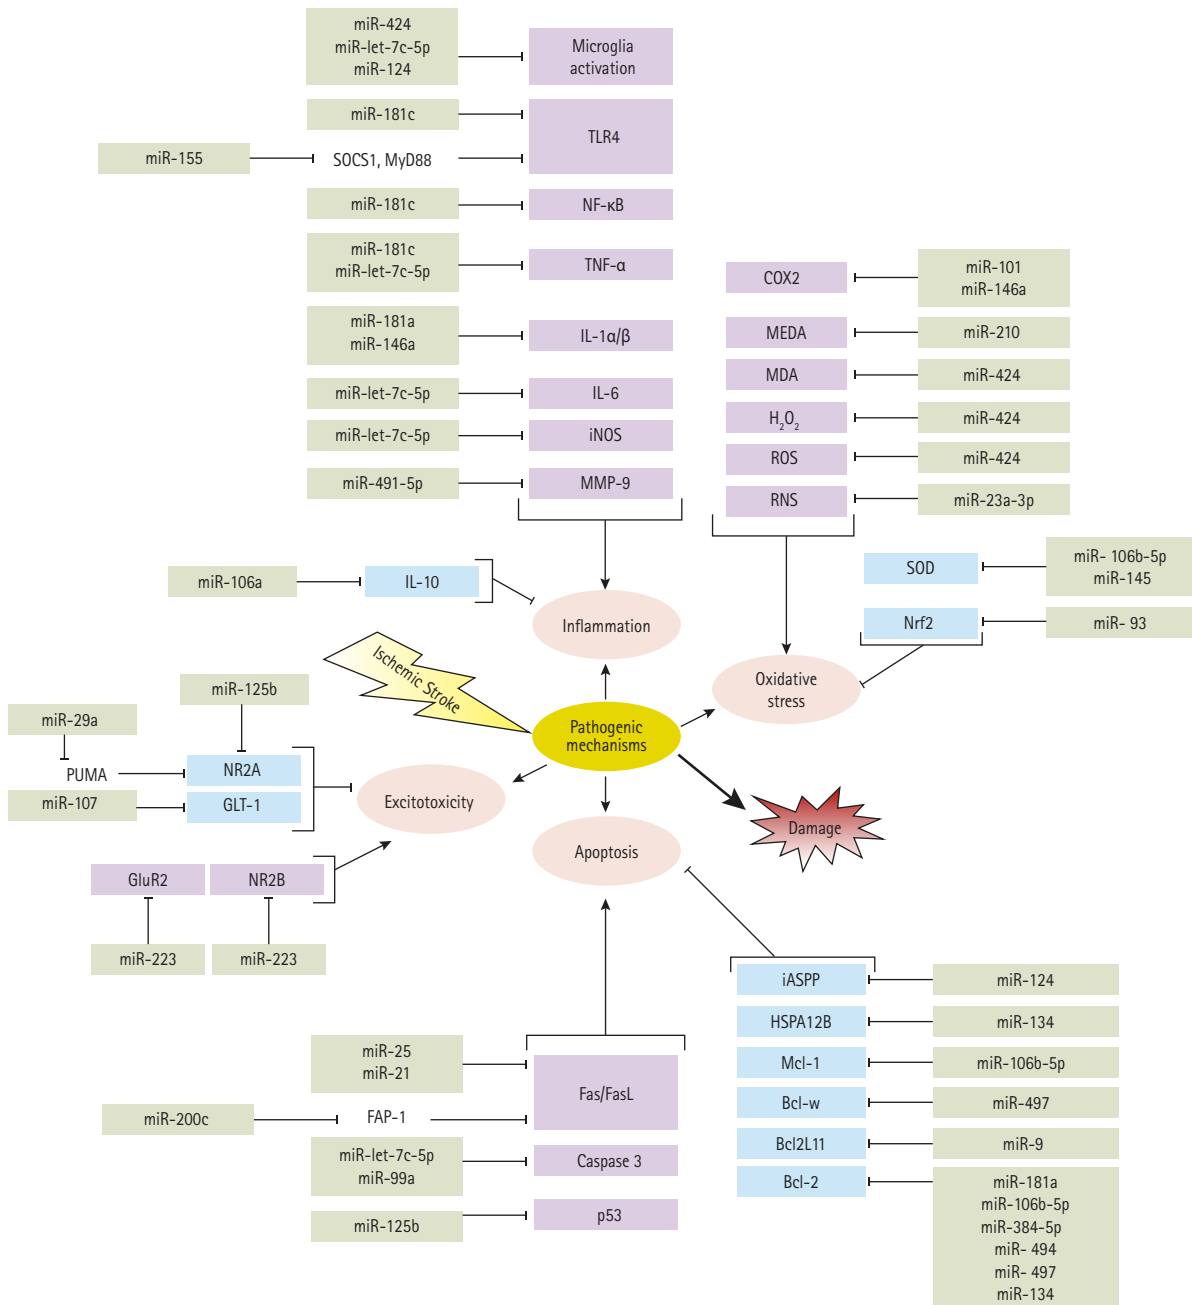 miR-424
miR-let-7c-5p
miR-124
Microglia
activation
miR-181c
TLR4
miR-155
SOCS1, MyD88
miR-181c
NF-κB
miR-181c
miR-let-7c-5p
TNF-α
miR-181a
miR-146a
IL-1α/β
miR-let-7c-5p
IL-6
miR-let-7c-5p
iNOS
miR-491-5p
MMP-9
COX2
miR-101
miR-146a
MEDA
miR-210
MDA
miR-424
H₂O₂
miR-424
ROS
miR-424
RNS
miR-23a-3p
SOD
miR- 106b-5p
miR-145
Nrf2
miR- 93
miR-106a
IL-10
Inflammation
Oxidative
stress
Ischemic Stroke
Pathogenic
mechanisms
miR-125b
miR-29a
PUMA
NR2A
miR-107
GLT-1
Excitotoxicity
Damage
Apoptosis
GluR2
NR2B
miR-223
miR-223
iASPP
miR-124
HSPA12B
miR-134
Mcl-1
miR-106b-5p
Bcl-w
miR-497
Bcl2L11
miR-9
Bcl-2
miR-181a
miR-106b-5p
miR-384-5p
miR- 494
miR- 497
miR-134
miR-25
miR-21
Fas/FasL
miR-200c
FAP-1
miR-let-7c-5p
miR-99a
Caspase 3
miR-125b
p53